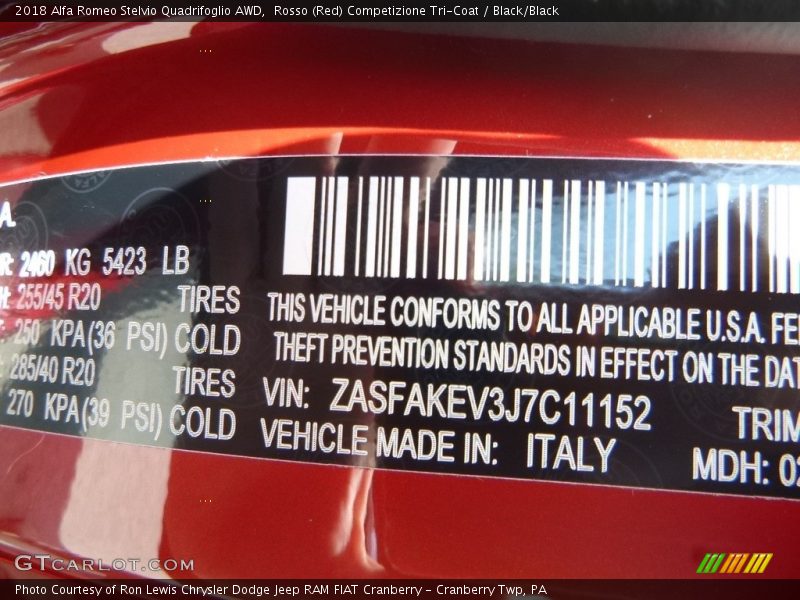 2018 Alfa Romeo Stelvio Quadrifoglio AWD, Rosso (Red) Competizione Tri-Coat / Black/Black
A.
2460 KG 5423 LB
255/45 R20 TIRES
250 KPA(36 PSI) COLD
285/40 R20 TIRES
270 KPA(39 PSI) COLD
THIS VEHICLE CONFORMS TO ALL APPLICABLE U.S.A.
THEFT PREVENTION STANDARDS IN EFFECT ON THE
VIN: ZASFAKEV3J7C11152
TRIM
VEHICLE MADE IN: ITALY
MDH: 02
GTCARLOT.COM
Photo Courtesy of Ron Lewis Chrysler Dodge Jeep RAM FIAT Cranberry - Cranberry Twp, PA